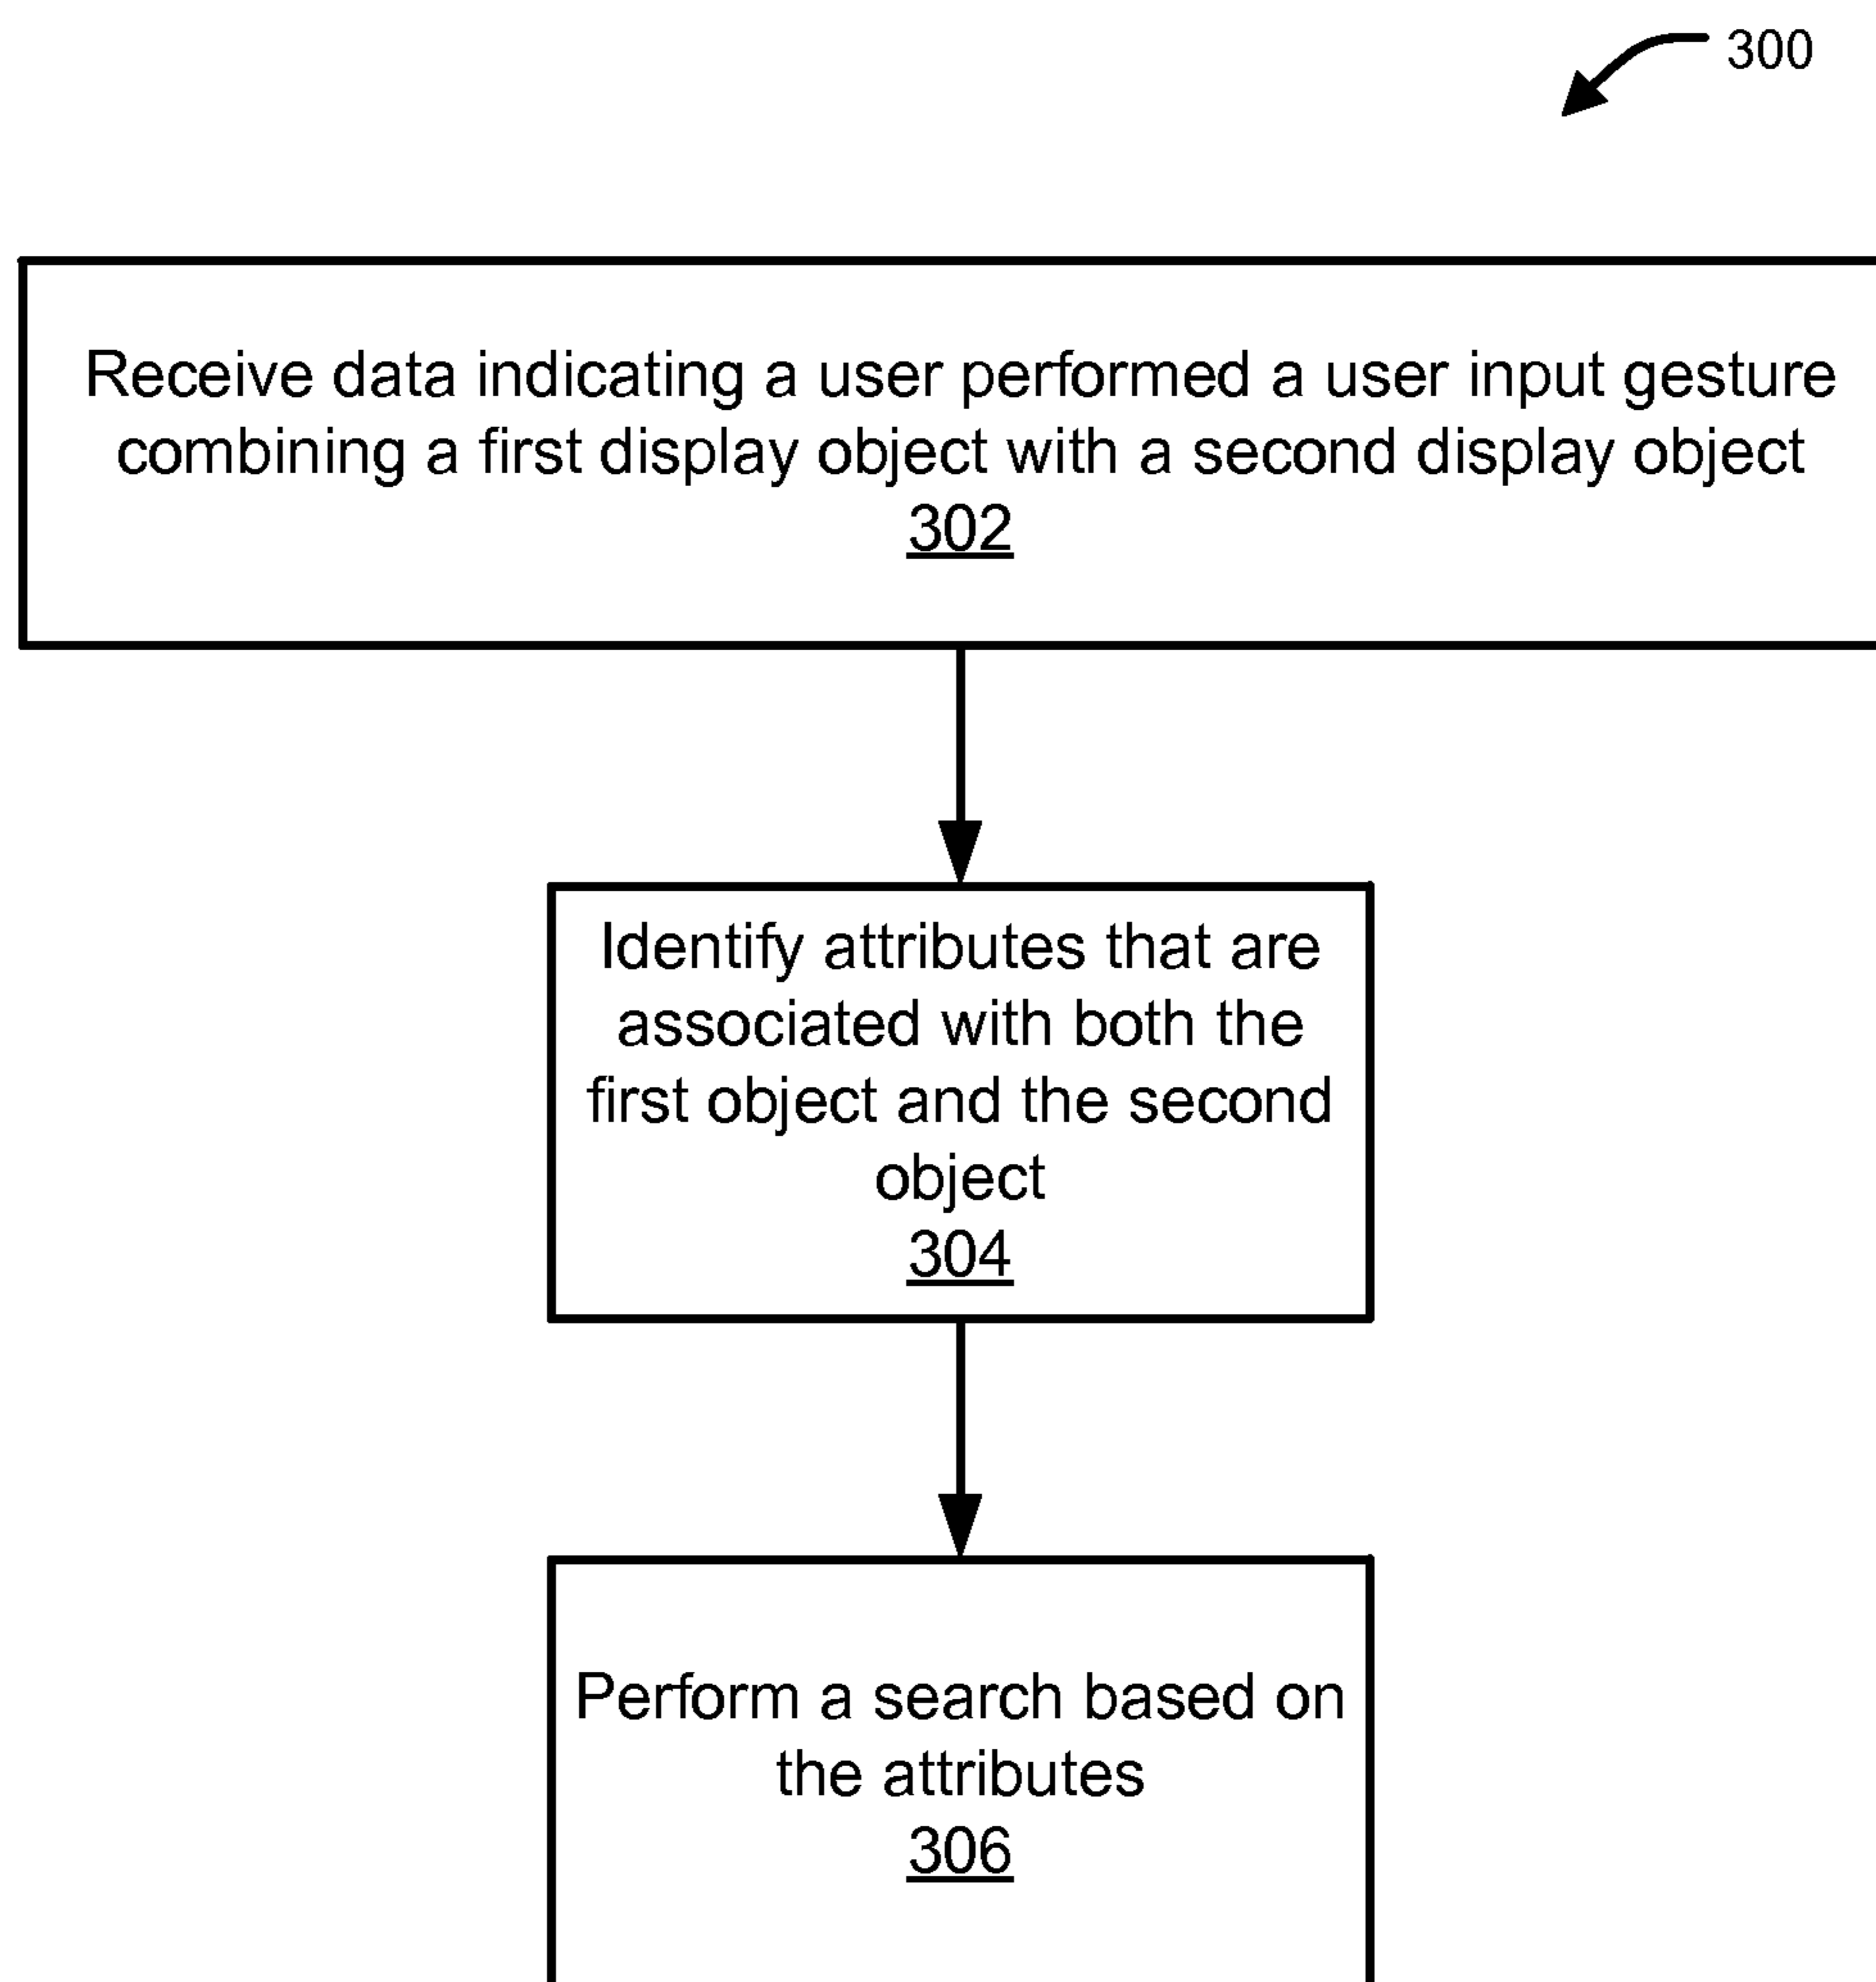 300
Receive data indicating a user performed a user input gesture
combining a first display object with a second display object
302
Identify attributes that are
associated with both the
first object and the second
object
304
Perform a search based on
the attributes
306